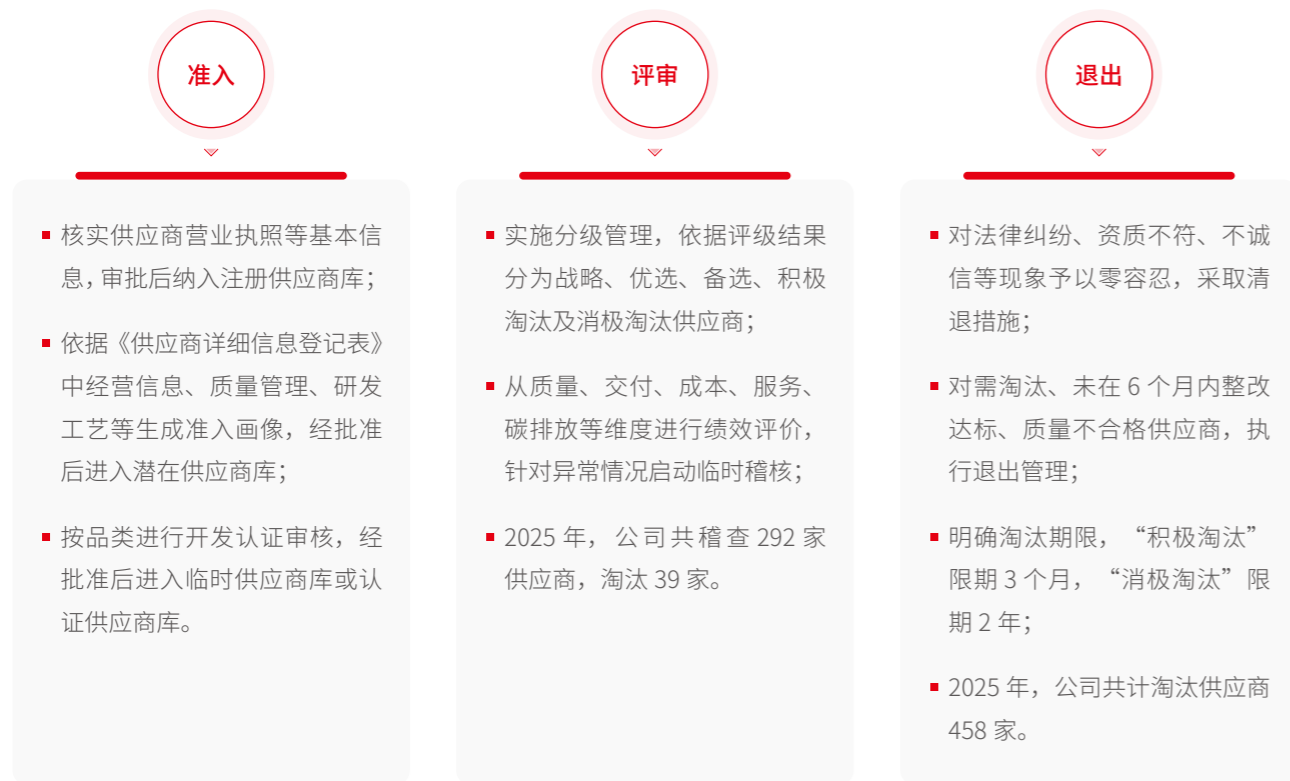 准入
核实供应商营业执照等基本信
息，审批后纳入注册供应商库；
依据《供应商详细信息登记表》
中经营信息、质量管理、研发
工艺等生成准入画像，经批准
后进入潜在供应商库；
按品类进行开发认证审核，经
批准后进入临时供应商库或认
证供应商库。
评审
实施分级管理，依据评级结果
分为战略、优选、备选、积极
淘汰及消极淘汰供应商；
从质量、交付、成本、服务、
碳排放等维度进行绩效评价，
针对异常情况启动临时稽核；
2025 年，公司共稽查 292 家
供应商，淘汰 39 家。
退出
对法律纠纷、资质不符、不诚
信等现象予以零容忍，采取清
退措施；
对需淘汰、未在 6 个月内整改
达标、质量不合格供应商，执
行退出管理；
明确淘汰期限，“积极淘汰”
限期 3 个月，“消极淘汰”限
期 2 年；
2025 年，公司共计淘汰供应商
458 家。